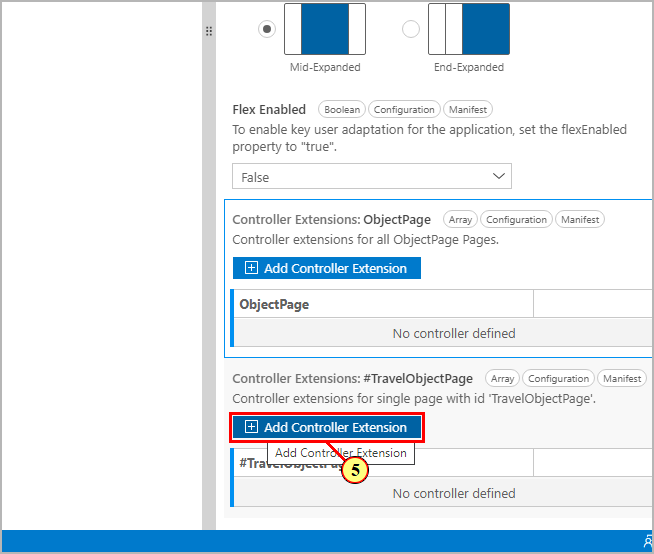 Mid-Expanded
End-Expanded
Flex Enabled Boolean Configuration Manifest
To enable key user adaptation for the application, set the flexEnabled
property to "true".
False
Controller Extensions: ObjectPage Array Configuration Manifest
Controller extensions for all ObjectPage Pages.
Add Controller Extension
ObjectPage
No controller defined
Controller Extensions: #TravelObjectPage Array Configuration Manifest
Controller extensions for single page with id 'TravelObjectPage'.
Add Controller Extension
Add Controller Extension
5
No controller defined